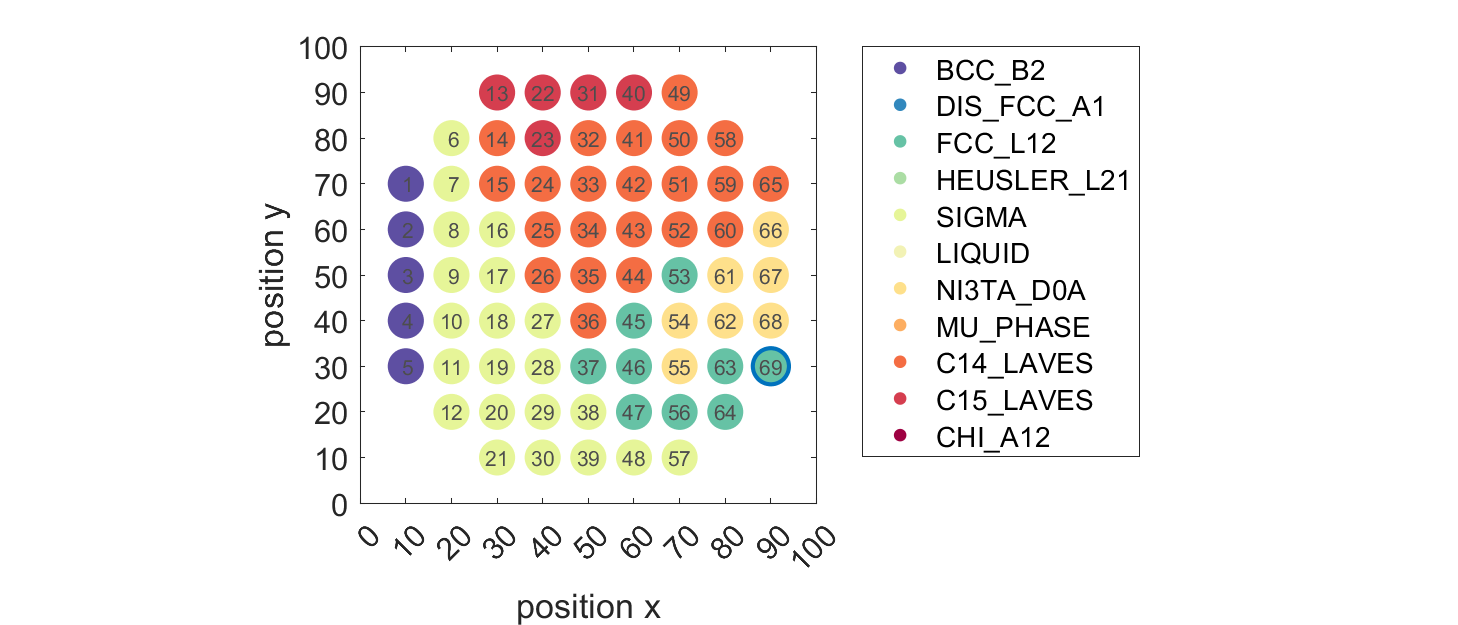 100
90
80
70
60
50
40
30
20
10
0
position y
13 22 31 40 49
6 14 23 32 41 50 58
1 7 15 24 33 42 51 59 65
2 8 16 25 34 43 52 60 66
3 9 17 26 35 44 53 61 67
4 10 18 27 36 45 54 62 68
5 11 19 28 37 46 55 63 69
12 20 29 38 47 56 64
21 30 39 48 57
0 10 20 30 40 50 60 70 80 90 100
position x
BCC_B2
DIS_FCC_A1
FCC_L12
HEUSLER_L21
SIGMA
LIQUID
NI3TA_D0A
MU_PHASE
C14_LAVES
C15_LAVES
CHI_A12